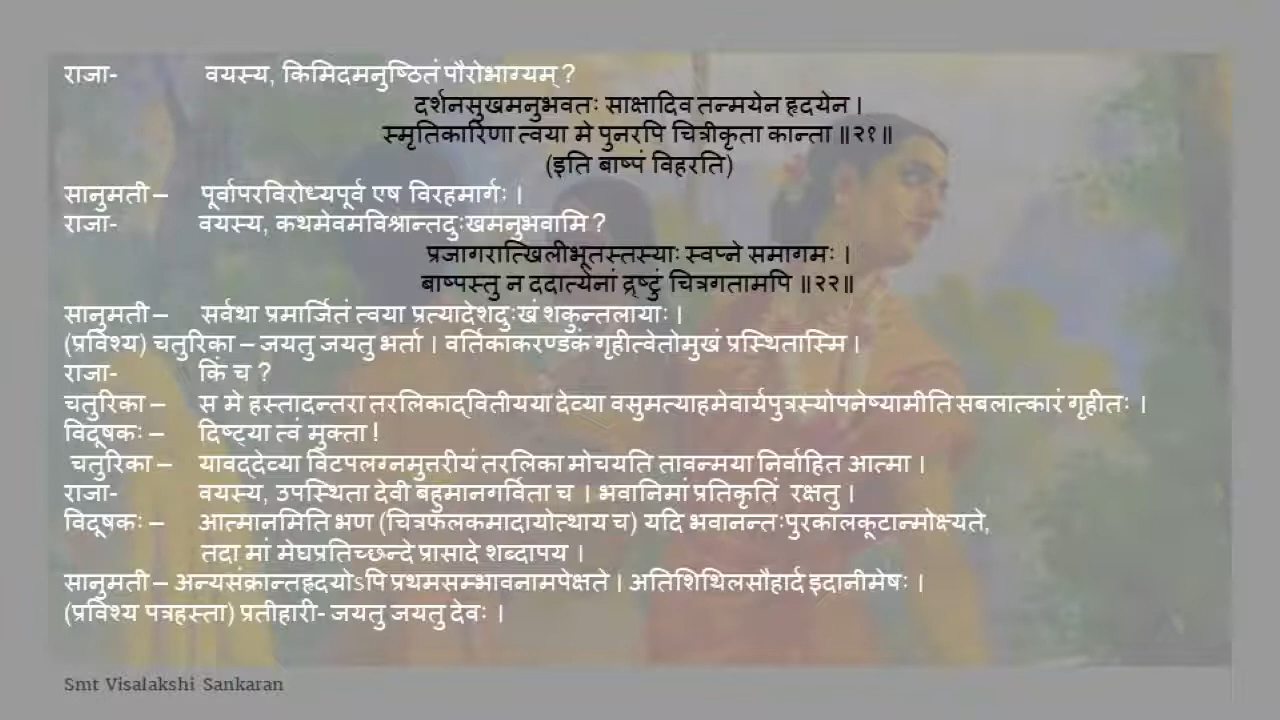 राजा- वयस्य, किमिदमनुष्ठितं पौरोभाग्यम् ?
दर्शनसुखमनुभवतः साक्षादिव तन्मयेन हृदयेन ।
स्मृतिकारिणा त्वया मे पुनरपि चित्रीकृता कान्ता ॥२१॥
(इति बाष्पं विहरति)
सानुमती – पूर्वापरविरोध्यपूर्व एष विरहमार्गः ।
राजा- वयस्य, कथमेवमविश्रान्तदुःखमनुभवामि ?
प्रजागरात्खिलीभूतस्तस्याः स्वप्ने समागमः ।
बाष्पस्तु न ददात्येनां द्र्ष्टुं चित्रगतामपि ॥२२॥
सानुमती – सर्वथा प्रमार्जितं त्वया प्रत्यादेशदुःखं शकुन्तलायाः ।
(प्रविश्य) चतुरिका – जयतु जयतु भर्ता । वर्तिकाकरण्डकं गृहीत्वेतोमुखं प्रस्थितास्मि ।
राजा- किं च ?
चतुरिका – स मे हस्तादन्तरा तरलिकाद्वितीयया देव्या वसुमत्याहमेवार्यपुत्रस्योपनेष्यामीति सबलात्कारं गृहीतः ।
विदूषकः – दिष्ट्या त्वं मुक्ता !
चतुरिका – यावद्देव्या विटपलग्नमुत्तरीयं तरलिका मोचयति तावन्मया निर्वाहित आत्मा ।
राजा- वयस्य, उपस्थिता देवी बहुमानगर्विता च । भवानिमां प्रतिकृतिं रक्षतु ।
विदूषकः – आत्मानमिति भण (चित्रफलकमादायोत्थाय च) यदि भवानन्तःपुरकालकूटान्मोक्ष्यते,
तदा मां मेघप्रतिच्छन्दे प्रासादे शब्दापय ।
सानुमती – अन्यसंक्रान्तहृदयोऽपि प्रथमसम्भावनामपेक्षते । अतिशिथिलसौहार्द इदानीमेषः ।
(प्रविश्य पत्रहस्ता) प्रतीहारी- जयतु जयतु देवः ।
Smt Visalakshi Sankaran